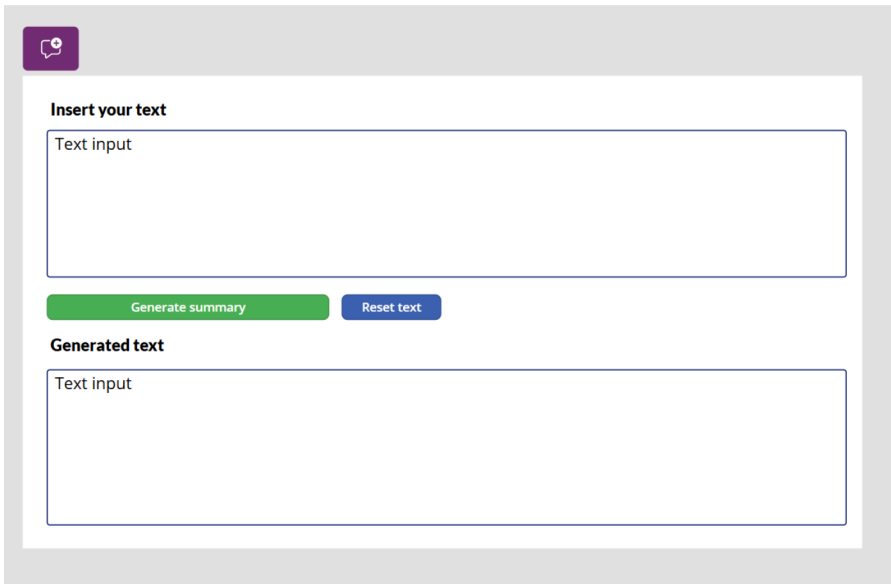 Insert your text
Text input
Generate summary Reset text
Generated text
Text input